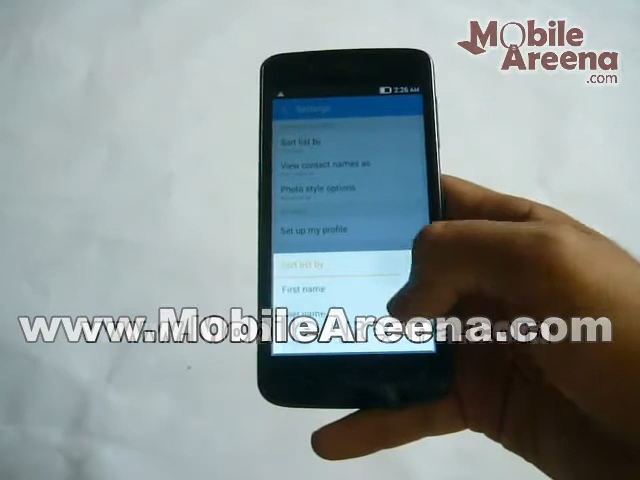 Mobile
Areena
.com
2:26 AM
Settings
Sort list by
View contact names as
Photo style options
Set up my profile
Sort list by
First name
www.MobileAreena.com